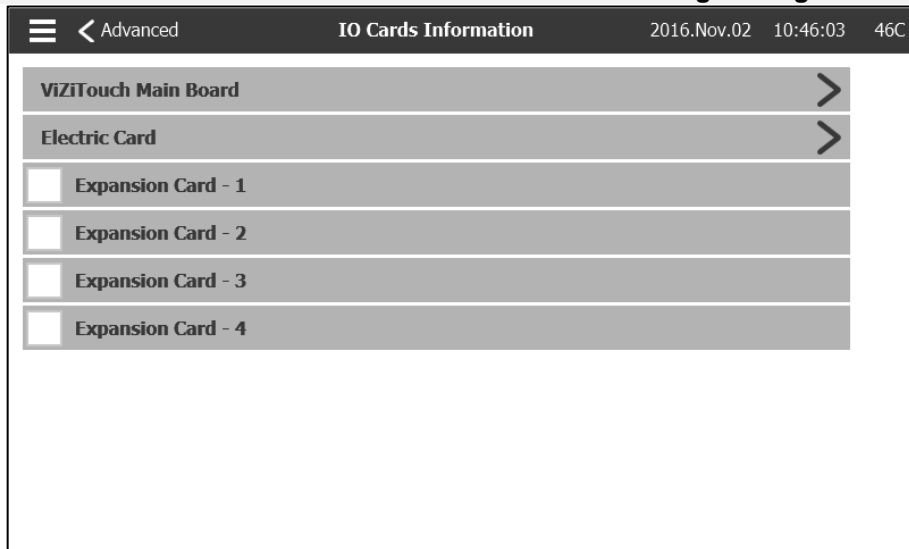 Advanced IO Cards Information 2016.Nov.02 10:46:03 46C
ViZiTouch Main Board
Electric Card
Expansion Card - 1
Expansion Card - 2
Expansion Card - 3
Expansion Card - 4